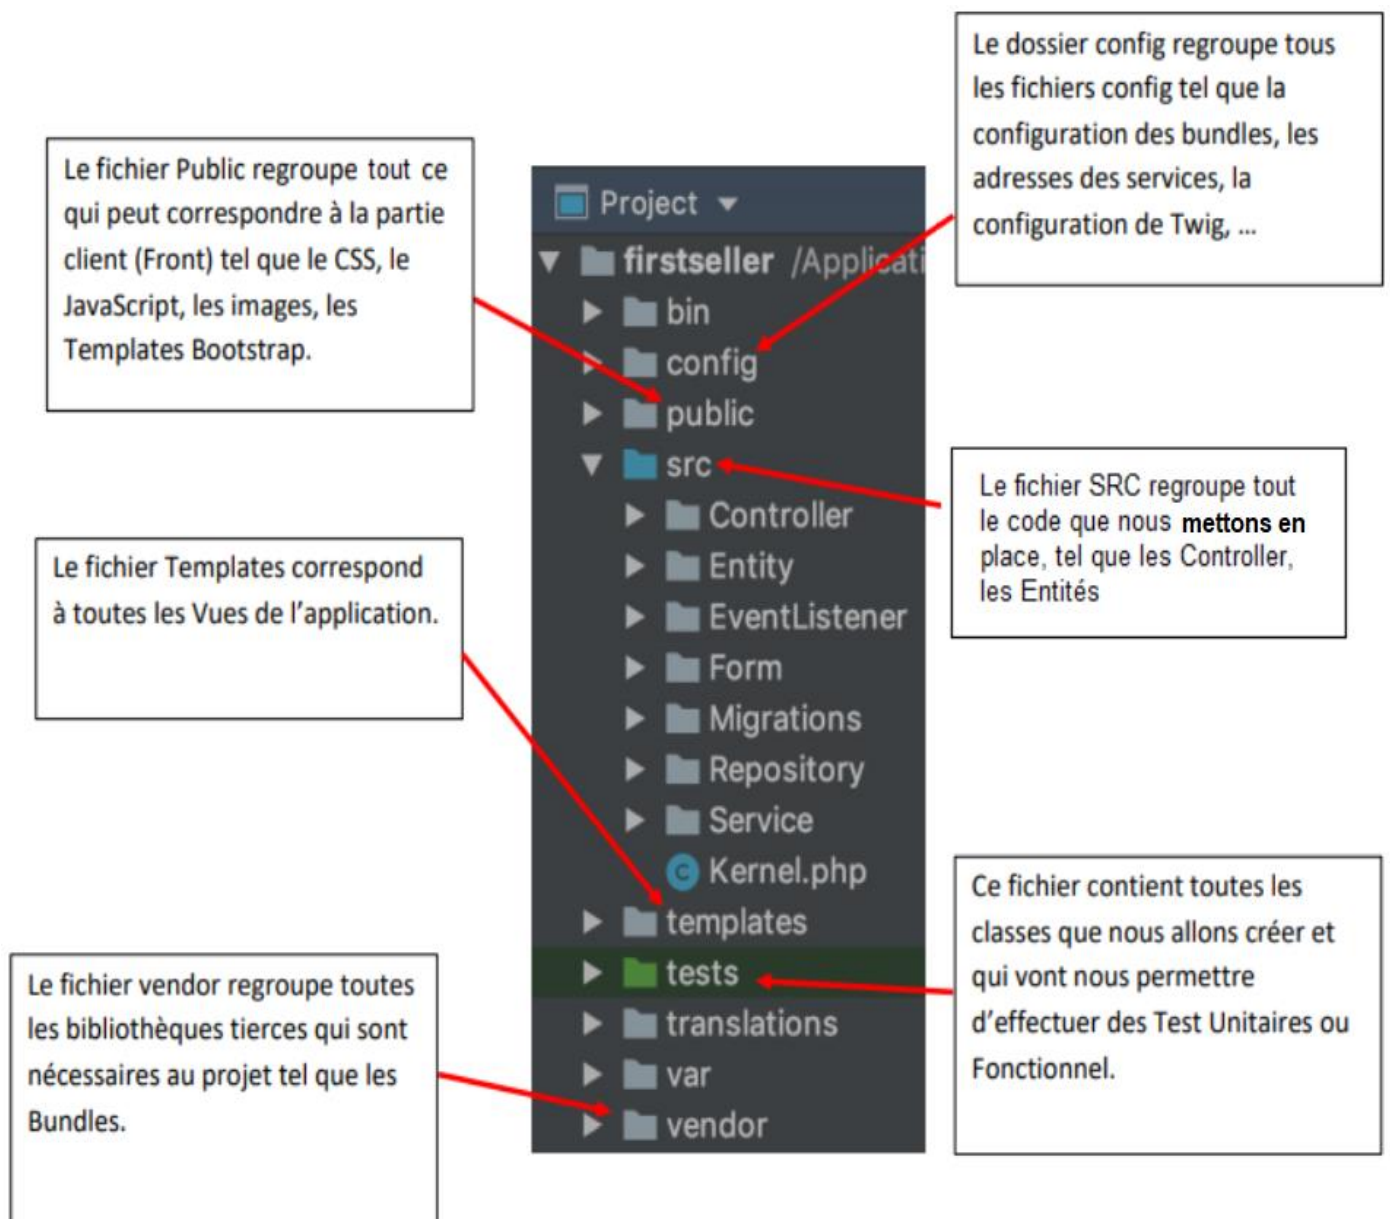 Le dossier config regroupe tous
les fichiers config tel que la
configuration des bundles, les
adresses des services, la
configuration de Twig, ...
Le fichier Public regroupe tout ce
qui peut correspondre à la partie
client (Front) tel que le CSS, le
JavaScript, les images, les
Templates Bootstrap.
Project
firstseller /Applicati
bin
config
public
src
Controller
Entity
EventListener
Form
Migrations
Repository
Service
Kernel.php
templates
tests
translations
var
vendor
Le fichier SRC regroupe tout
le code que nous mettons en
place, tel que les Controller,
les Entités
Le fichier Templates correspond
à toutes les Vues de l’application.
Ce fichier contient toutes les
classes que nous allons créer et
qui vont nous permettre
d’effectuer des Test Unitaires ou
Fonctionnel.
Le fichier vendor regroupe toutes
les bibliothèques tierces qui sont
nécessaires au projet tel que les
Bundles.